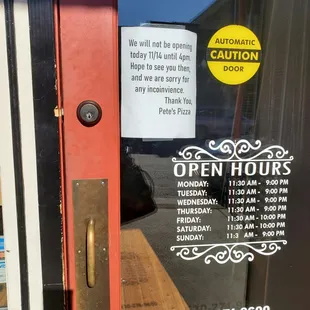 We will not be opening
today 11/14 until 4pm.
Hope to see you then,
and we are sorry for
any incoinvience.
Thank You,
Pete's Pizza
AUTOMATIC
CAUTION
DOOR
OPEN HOURS
MONDAY: 11:30 AM - 9:00 PM
TUESDAY: 11:30 AM - 9:00 PM
WEDNESDAY: 11:30 AM - 9:00 PM
THURSDAY: 11:30 AM - 9:00 PM
FRIDAY: 11:30 AM - 10:00 PM
SATURDAY: 11:30 AM - 10:00 PM
SUNDAY: 11:3 AM - 9:00 PM